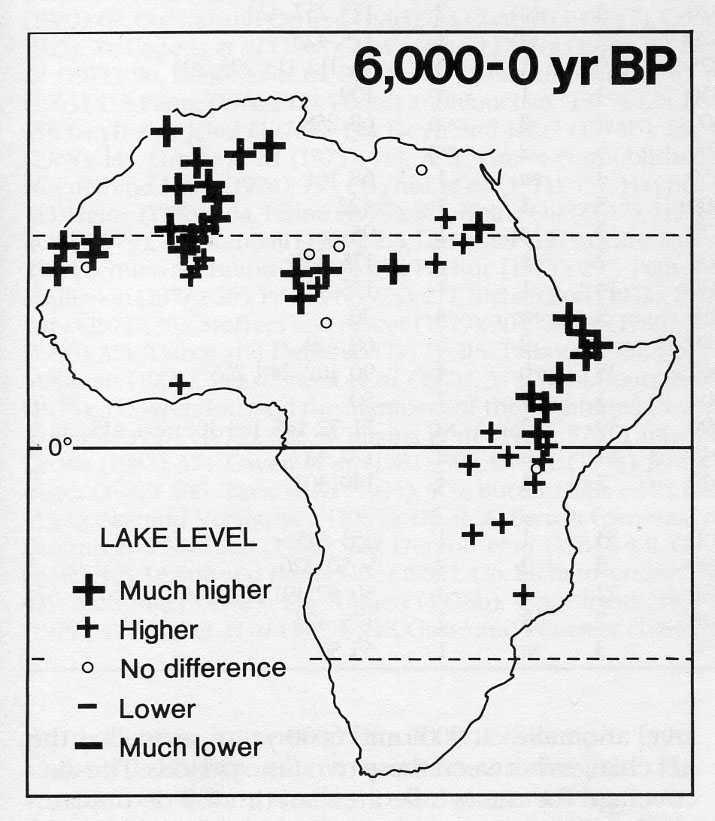 6,000-0 yr BP
0°
LAKE LEVEL
Much higher
Higher
No difference
Lower
Much lower